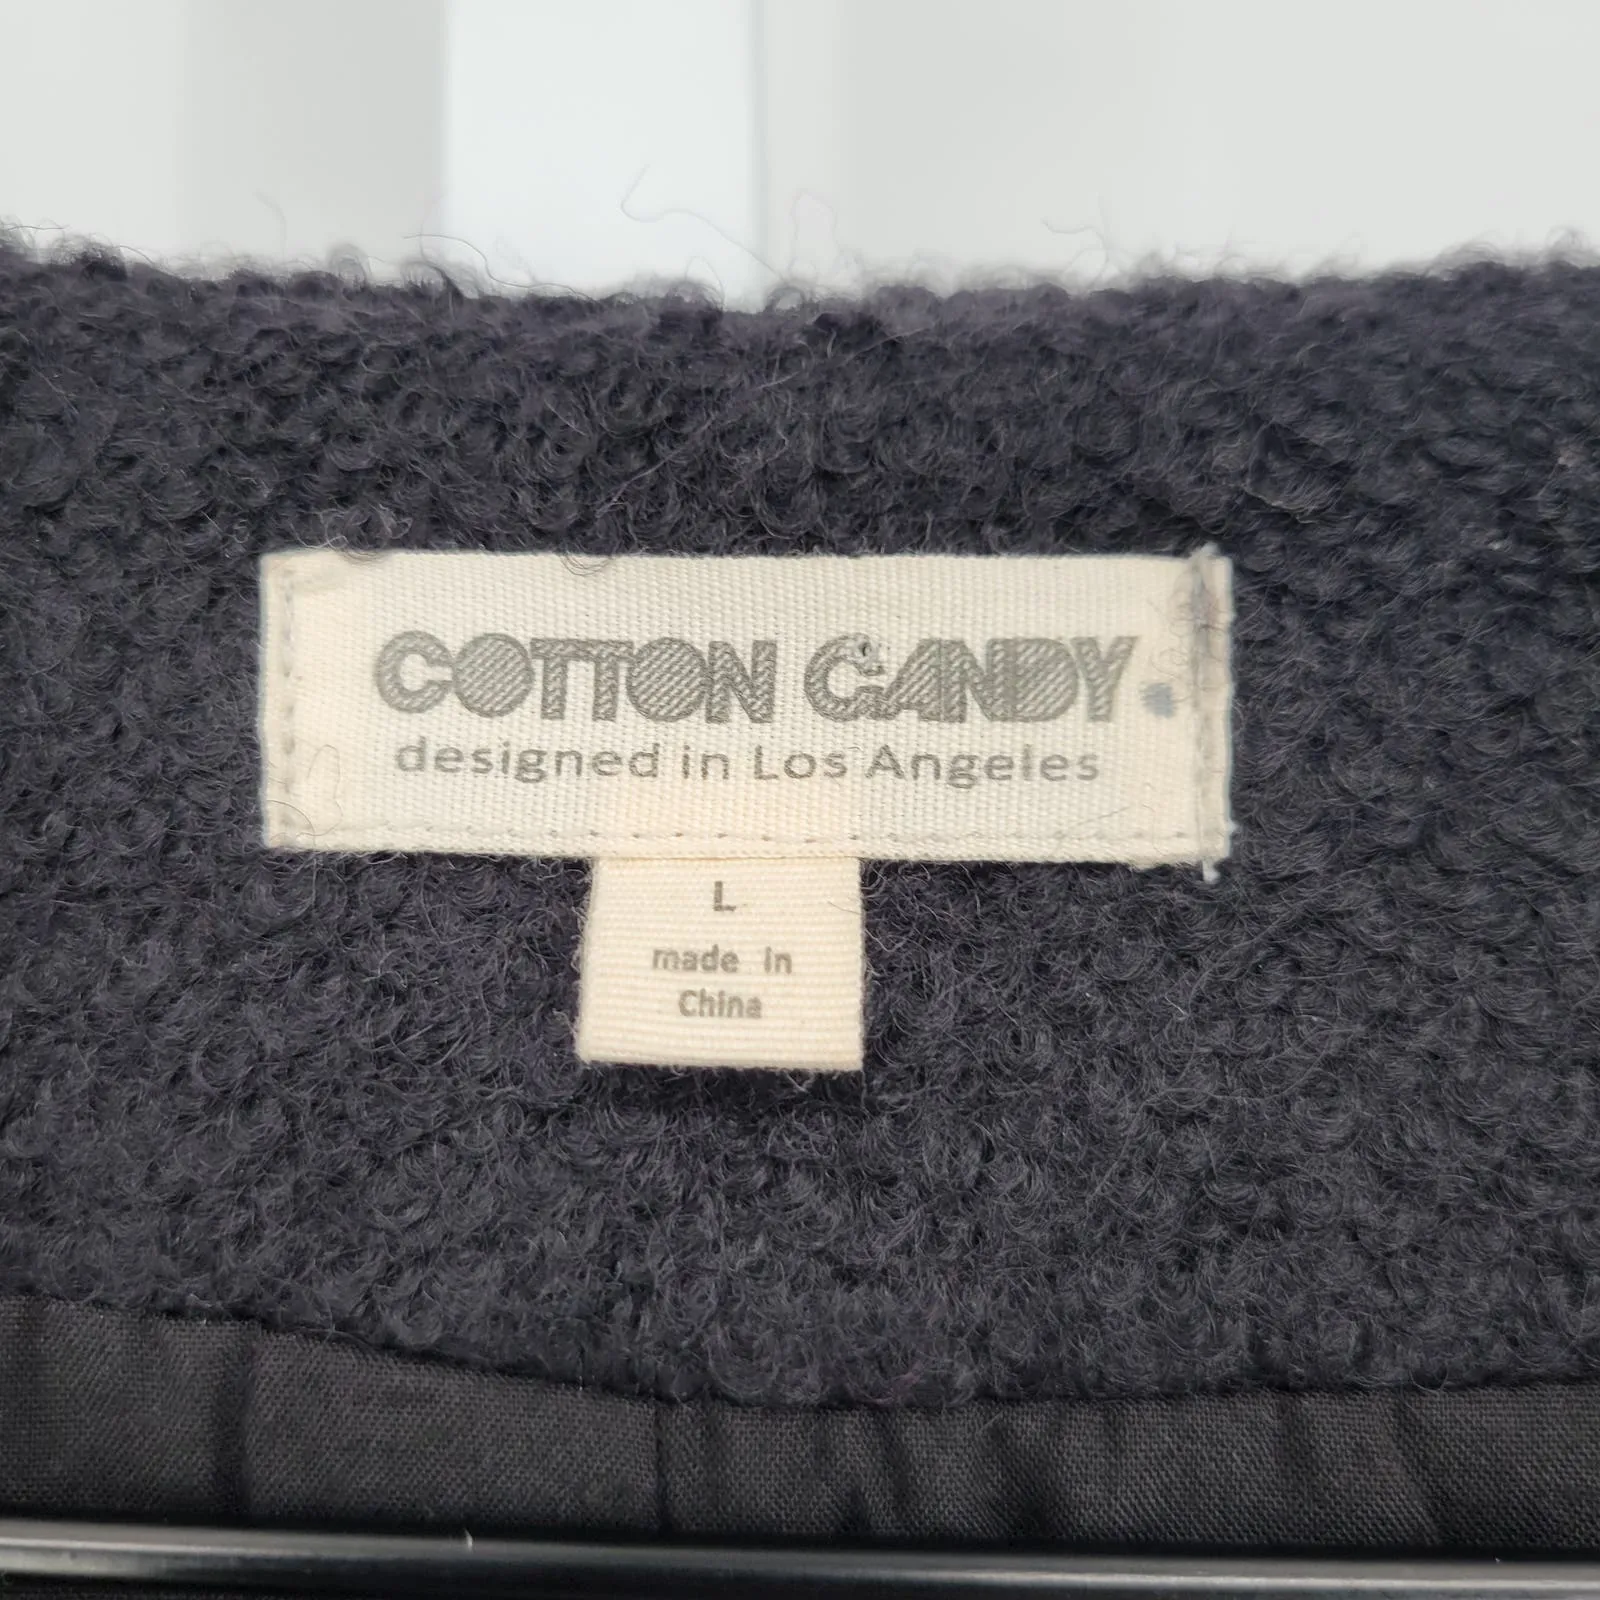 COTTON CANDY
designed in Los Angeles
L
made in
China